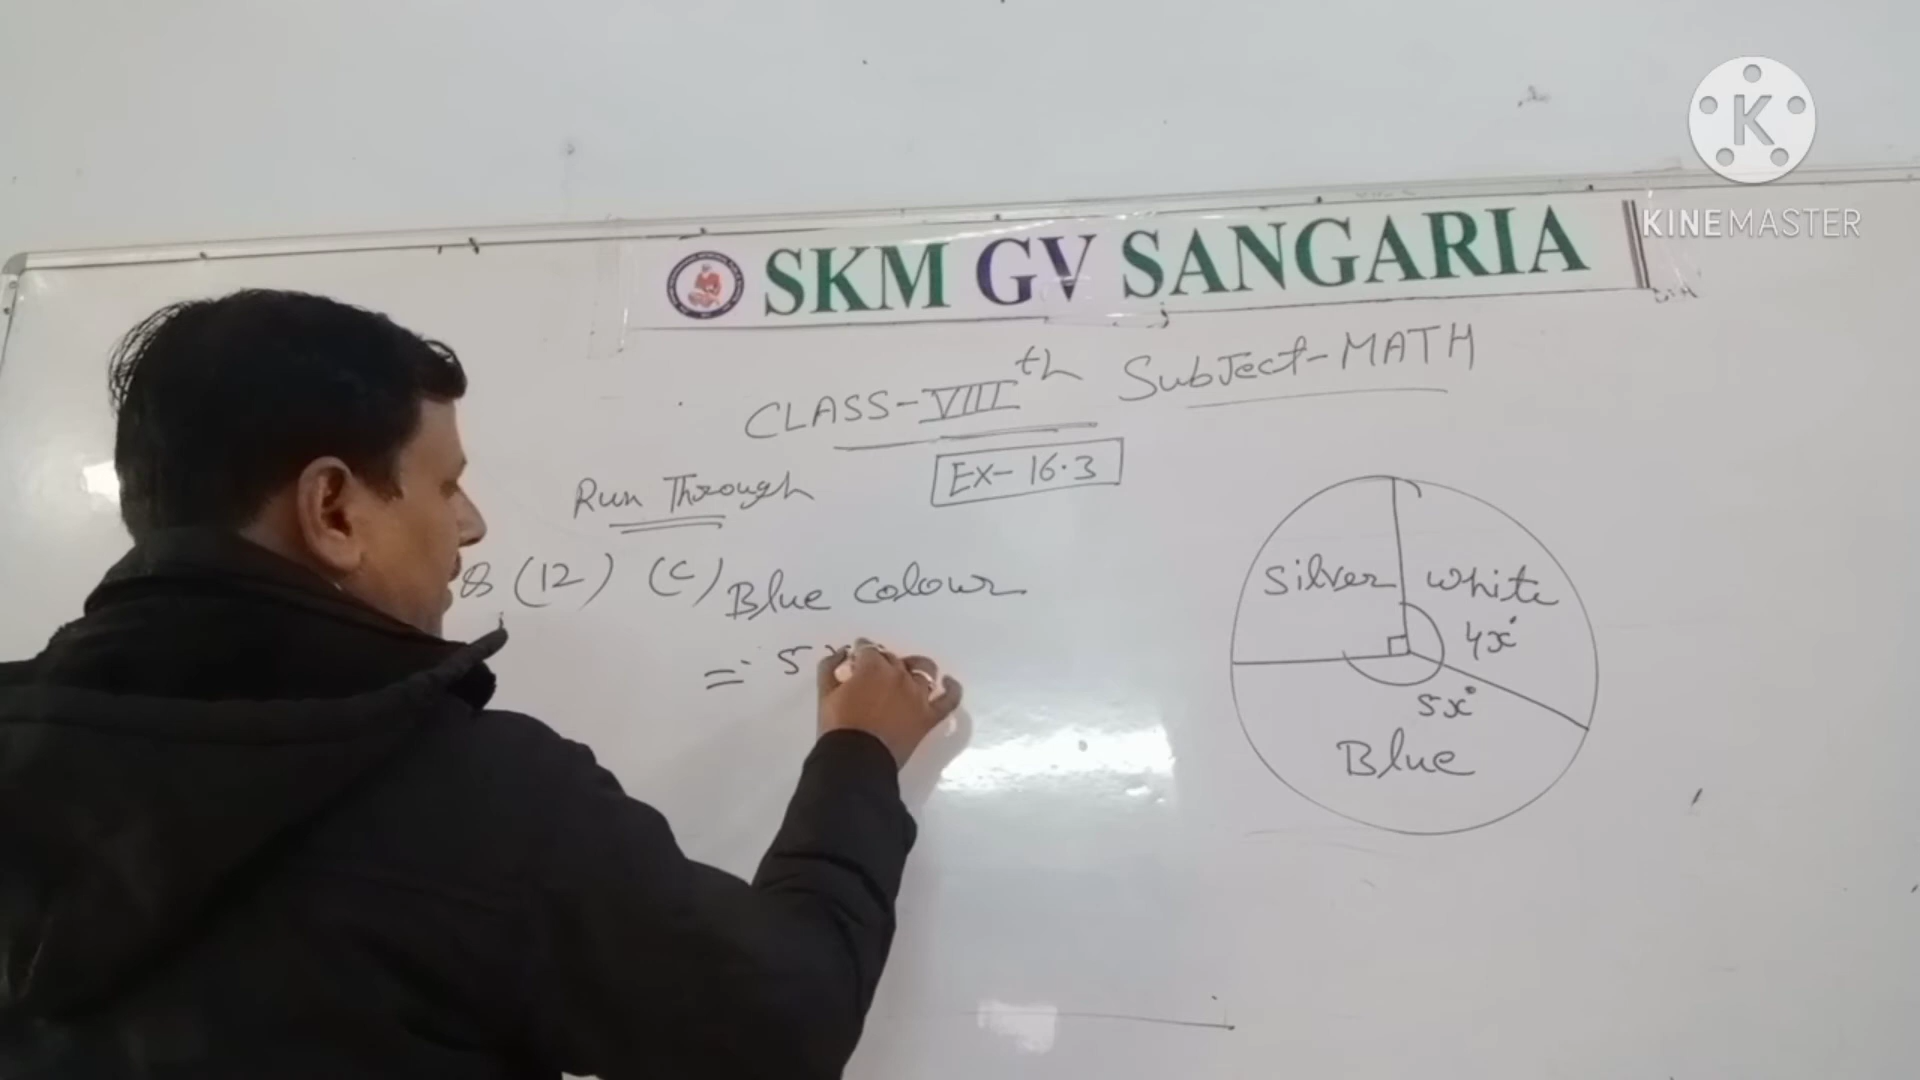 K
KINEMASTER
SKM GV SANGARIA
CLASS-VIIIth Subject-MATH
Run Through
Ex-16.3
8 (12) (c) Blue colour
= 5
Silver
white
4x°
5x°
Blue